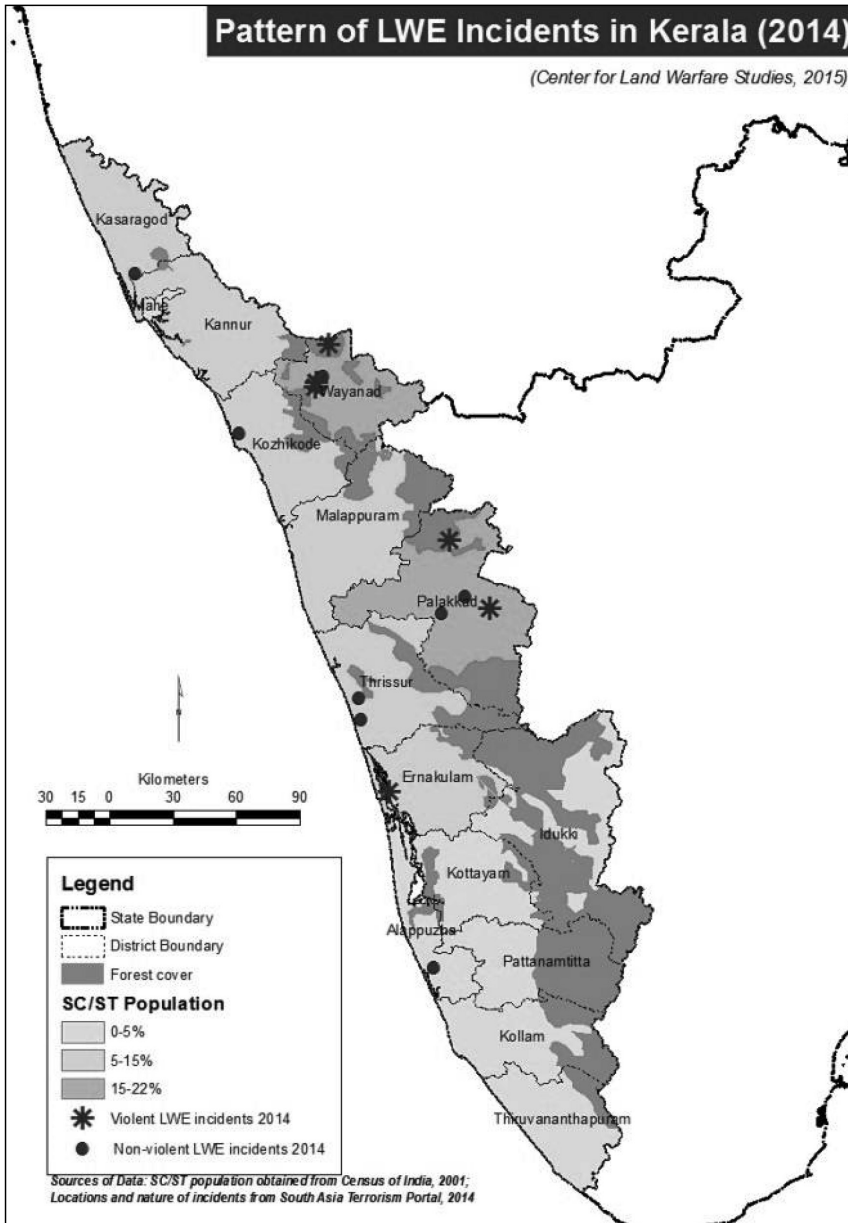 Pattern of LWE Incidents in Kerala (2014)
(Center for Land Warfare Studies, 2015)
Kasaragod
Mahe
Kannur
Wayanad
Kozhikode
Malappuram
Palakkad
Thrissur
Kilometers
30 15 0 30 60 90
Ernakulam
Idukki
Kottayam
Alappuzha
Pattanamtitta
Kollam
Thiruvananthapuram
Legend
State Boundary
District Boundary
Forest cover
SC/ST Population
0-5%
5-15%
15-22%
Violent LWE incidents 2014
Non-violent LWE incidents 2014
Sources of Data: SC/ST population obtained from Census of India, 2001;
Locations and nature of incidents from South Asia Terrorism Portal, 2014